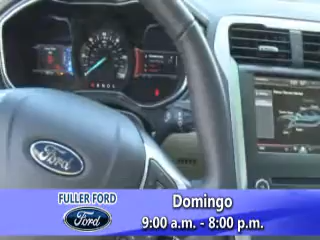 Ford
FULLER FORD
Ford
Domingo
9:00 a.m. - 8:00 p.m.